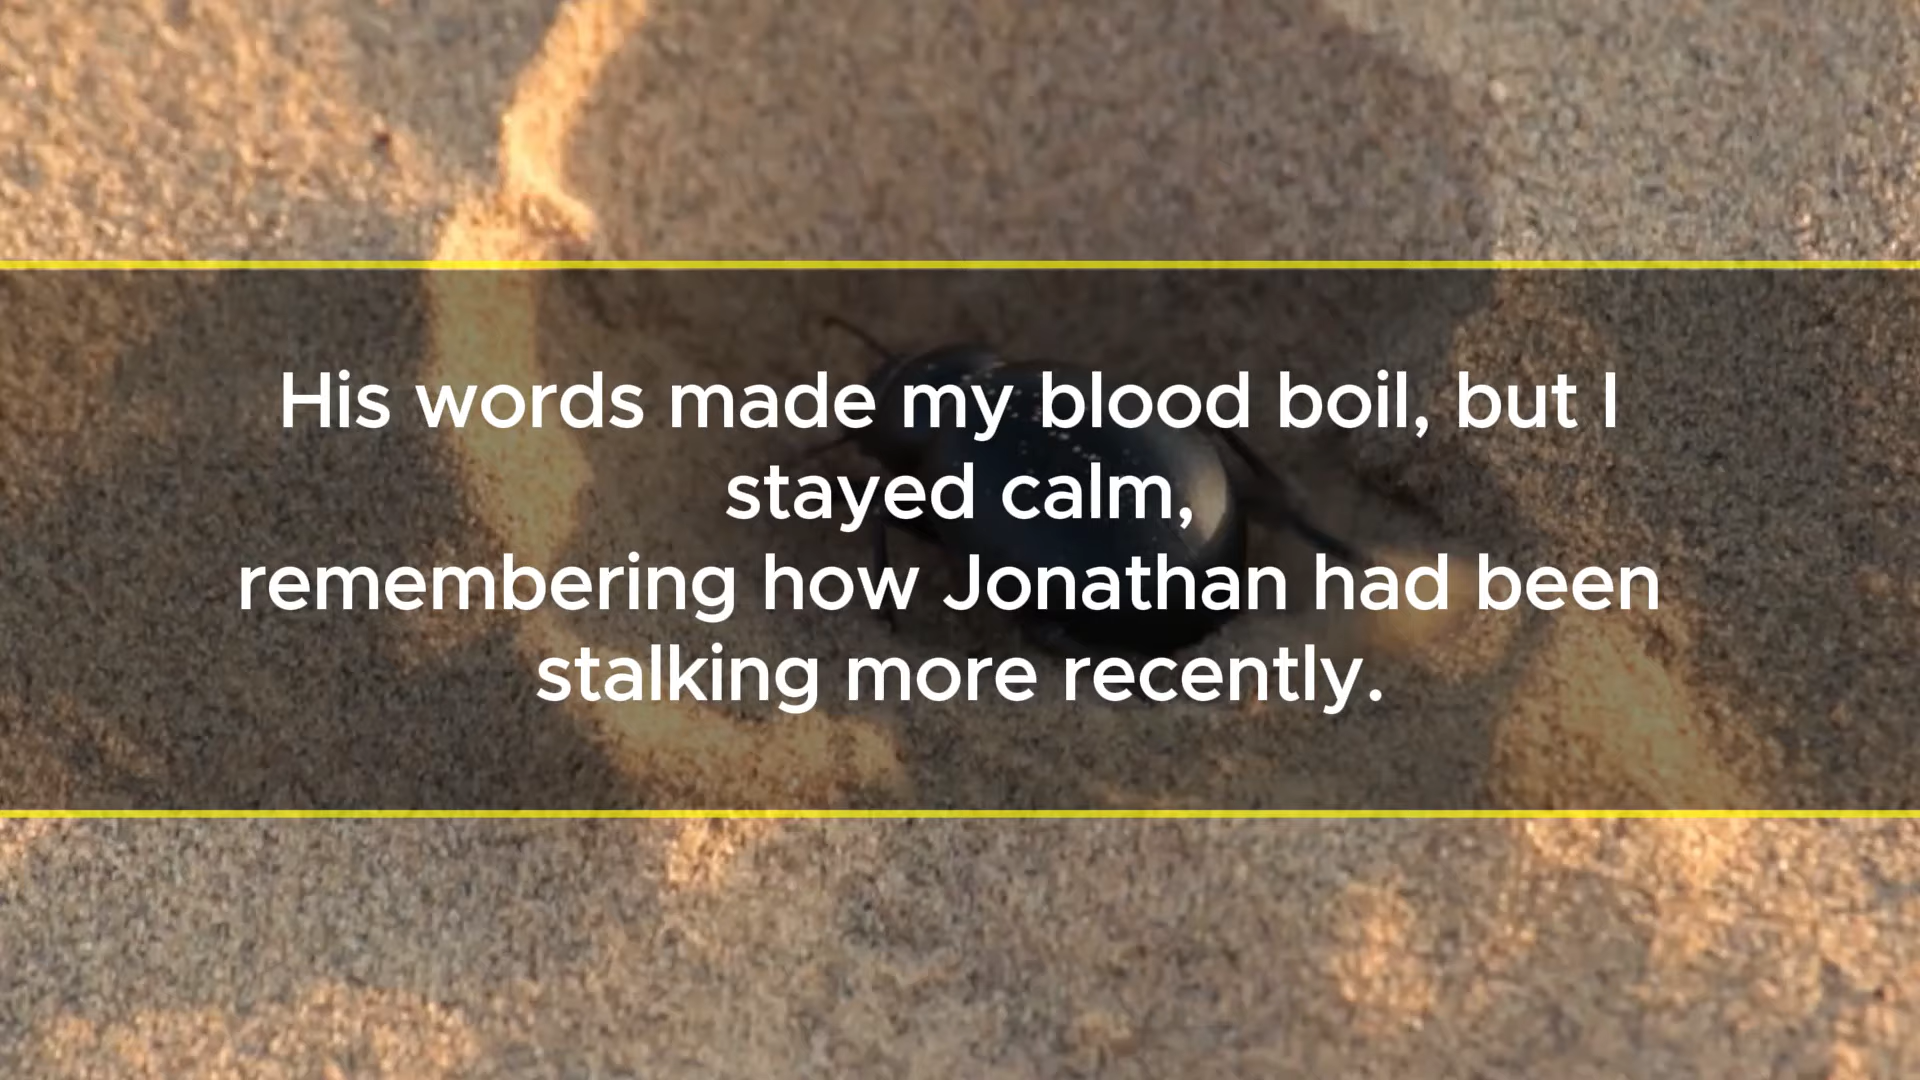 His words made my blood boil, but I
stayed calm,
remembering how Jonathan had been
stalking more recently.